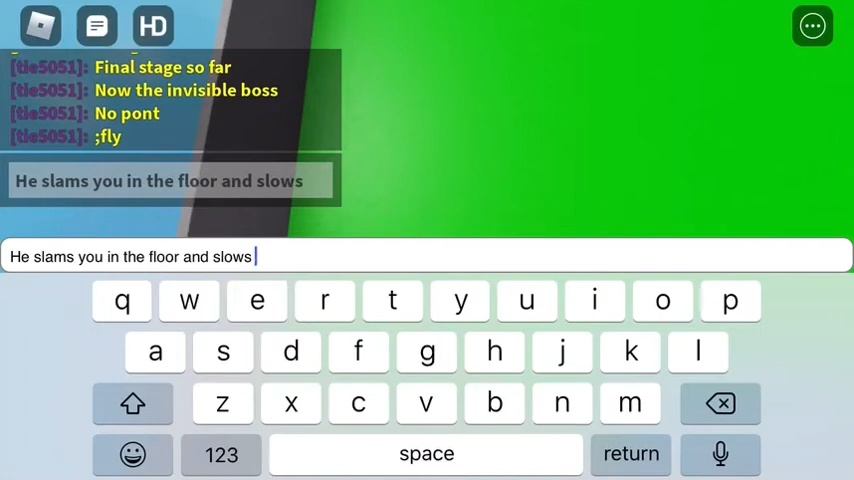 HD
[tie5051]: Final stage so far
[tie5051]: Now the invisible boss
[tie5051]: No pont
[tie5051]: ;fly
He slams you in the floor and slows
He slams you in the floor and slows
q w e r t y u i o p
a s d f g h j k l
z x c v b n m
123 space return